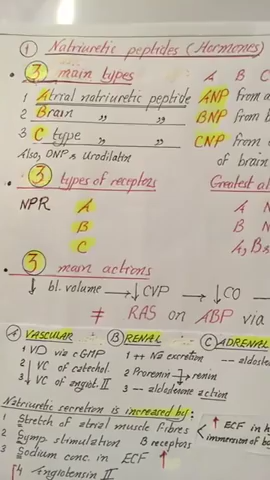 ① Natriuretic peptides (Hormones)
• ③ main types A B C
1 Atrial natriuretic peptide ANP from a
2 Brain ,, ,, BNP from b
3 C type ,, CNP from
Also, DNP & Urodilatin of brain
• ③ types of receptors Greatest a
NPR A A N
B B N
C A, B
• ③ main actions
↓ bl. volume → ↓ CVP → ↓ CO →
≠ RAS on ABP via
Ⓐ VASCULAR Ⓑ RENAL Ⓒ ADRENAL
1 VD via cGMP 1 ++ Na excretion -- aldoste
2 ↓ VC of catechol. 2 Prorenin → renin
3 ↓ VC of angiot. II 3 -- aldosterone action
Natriuretic secretion is increased by:
1 Stretch of atrial muscle fibres ↑ ECF in h
2 Symp stimulation B receptors immersion of bo
3 Sodium conc. in ECF ↑
4 Angiotensin II